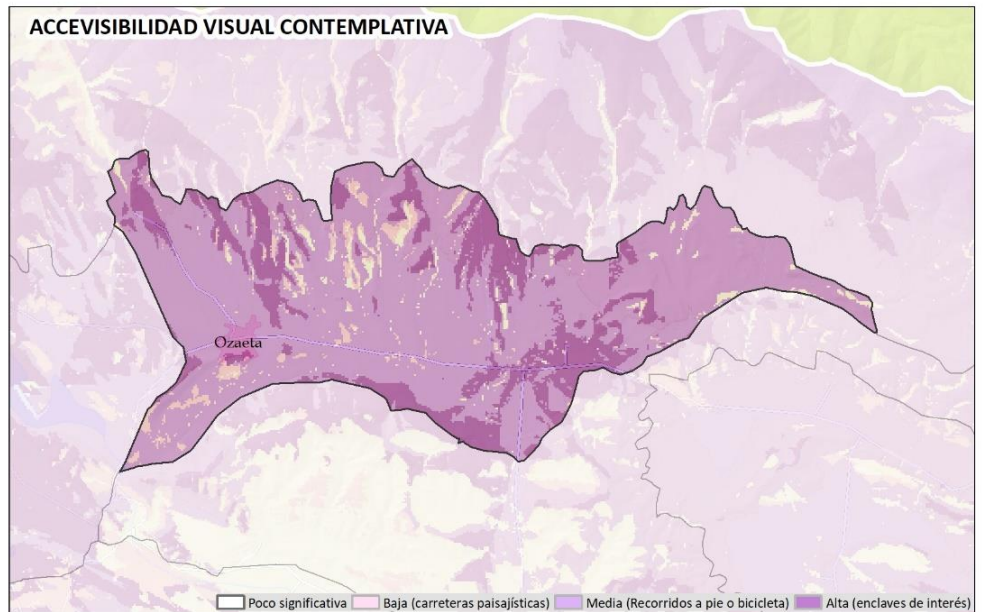 ACCEVISIBILIDAD VISUAL CONTEMPLATIVA
Ozaeta
Poco significativa Baja (carreteras paisajísticas) Media (Recorridos a pie o bicicleta) Alta (enclaves de interés)